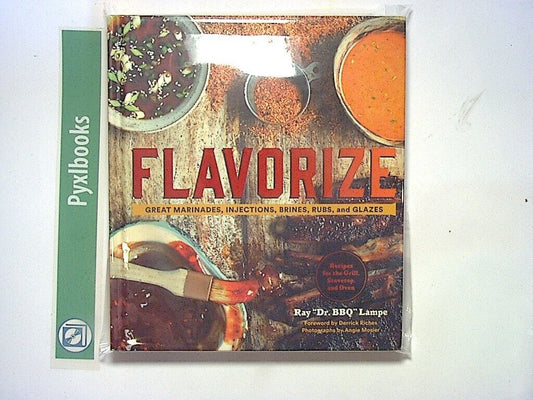 Pyxlbooks
FLAVORIZE
GREAT MARINADES, INJECTIONS, BRINES, RUBS, and GLAZES
Recipes
for the Grill,
Stovetop,
and Oven
Ray "Dr. BBQ" Lampe
Foreword by Derrick Riches
Photographs by Angie Mosier